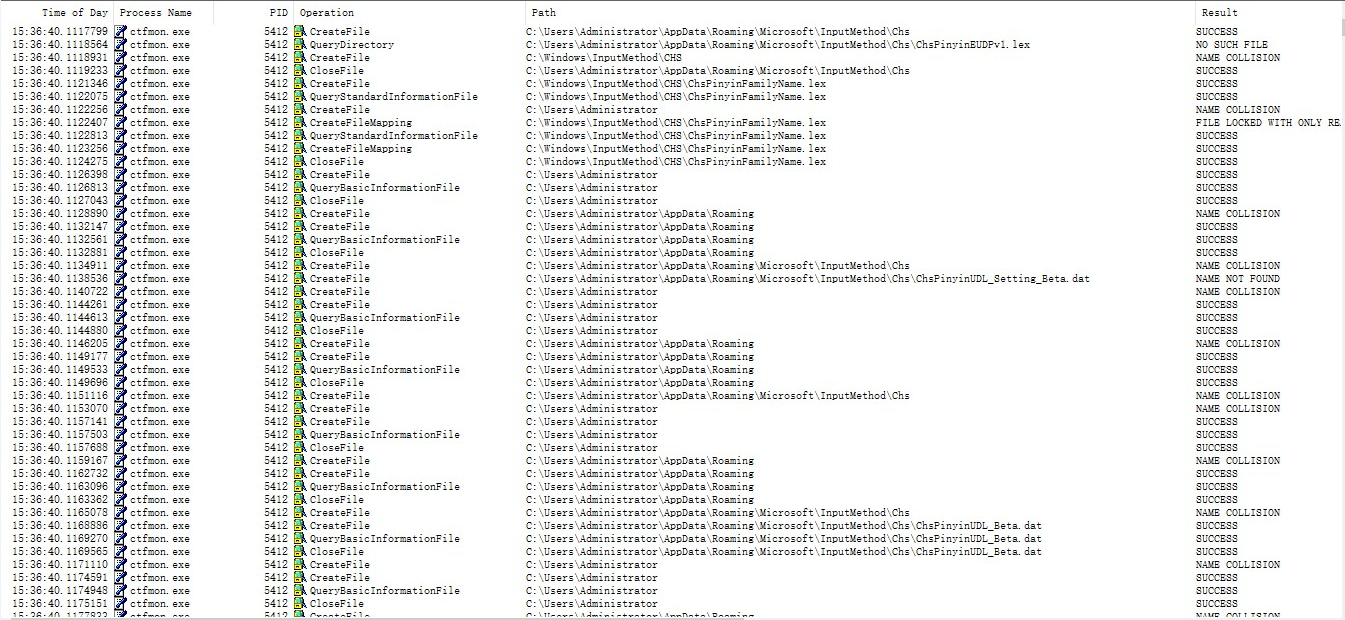 Time of Day Process Name PID Operation Path Result
15:36:40.1117799 ctfmon.exe 5412 CreateFile C:\Users\Administrator\AppData\Roaming\Microsoft\InputMethod\Chs SUCCESS
15:36:40.1118564 ctfmon.exe 5412 QueryDirectory C:\Users\Administrator\AppData\Roaming\Microsoft\InputMethod\Chs\ChsPinyinEUDPv1.lex NO SUCH FILE
15:36:40.1118931 ctfmon.exe 5412 CreateFile C:\Windows\InputMethod\CHS NAME COLLISION
15:36:40.1119233 ctfmon.exe 5412 CloseFile C:\Users\Administrator\AppData\Roaming\Microsoft\InputMethod\Chs SUCCESS
15:36:40.1121346 ctfmon.exe 5412 CreateFile C:\Windows\InputMethod\CHS\ChsPinyinFamilyName.lex SUCCESS
15:36:40.1122075 ctfmon.exe 5412 QueryStandardInformationFile C:\Windows\InputMethod\CHS\ChsPinyinFamilyName.lex SUCCESS
15:36:40.1122256 ctfmon.exe 5412 CreateFile C:\Users\Administrator NAME COLLISION
15:36:40.1122407 ctfmon.exe 5412 CreateFileMapping C:\Windows\InputMethod\CHS\ChsPinyinFamilyName.lex FILE LOCKED WITH ONLY RE
15:36:40.1122813 ctfmon.exe 5412 QueryStandardInformationFile C:\Windows\InputMethod\CHS\ChsPinyinFamilyName.lex SUCCESS
15:36:40.1123256 ctfmon.exe 5412 CreateFileMapping C:\Windows\InputMethod\CHS\ChsPinyinFamilyName.lex SUCCESS
15:36:40.1124275 ctfmon.exe 5412 CloseFile C:\Windows\InputMethod\CHS\ChsPinyinFamilyName.lex SUCCESS
15:36:40.1126398 ctfmon.exe 5412 CreateFile C:\Users\Administrator SUCCESS
15:36:40.1126813 ctfmon.exe 5412 QueryBasicInformationFile C:\Users\Administrator SUCCESS
15:36:40.1127043 ctfmon.exe 5412 CloseFile C:\Users\Administrator SUCCESS
15:36:40.1128890 ctfmon.exe 5412 CreateFile C:\Users\Administrator\AppData\Roaming NAME COLLISION
15:36:40.1132147 ctfmon.exe 5412 CreateFile C:\Users\Administrator\AppData\Roaming SUCCESS
15:36:40.1132561 ctfmon.exe 5412 QueryBasicInformationFile C:\Users\Administrator\AppData\Roaming SUCCESS
15:36:40.1132881 ctfmon.exe 5412 CloseFile C:\Users\Administrator\AppData\Roaming SUCCESS
15:36:40.1134911 ctfmon.exe 5412 CreateFile C:\Users\Administrator\AppData\Roaming\Microsoft\InputMethod\Chs NAME COLLISION
15:36:40.1138536 ctfmon.exe 5412 CreateFile C:\Users\Administrator\AppData\Roaming\Microsoft\InputMethod\Chs\ChsPinyinUDL_Setting_Beta.dat NAME NOT FOUND
15:36:40.1140722 ctfmon.exe 5412 CreateFile C:\Users\Administrator NAME COLLISION
15:36:40.1144261 ctfmon.exe 5412 CreateFile C:\Users\Administrator SUCCESS
15:36:40.1144613 ctfmon.exe 5412 QueryBasicInformationFile C:\Users\Administrator SUCCESS
15:36:40.1144880 ctfmon.exe 5412 CloseFile C:\Users\Administrator SUCCESS
15:36:40.1146205 ctfmon.exe 5412 CreateFile C:\Users\Administrator\AppData\Roaming NAME COLLISION
15:36:40.1149177 ctfmon.exe 5412 CreateFile C:\Users\Administrator\AppData\Roaming SUCCESS
15:36:40.1149533 ctfmon.exe 5412 QueryBasicInformationFile C:\Users\Administrator\AppData\Roaming SUCCESS
15:36:40.1149696 ctfmon.exe 5412 CloseFile C:\Users\Administrator\AppData\Roaming SUCCESS
15:36:40.1151116 ctfmon.exe 5412 CreateFile C:\Users\Administrator\AppData\Roaming\Microsoft\InputMethod\Chs NAME COLLISION
15:36:40.1153070 ctfmon.exe 5412 CreateFile C:\Users\Administrator NAME COLLISION
15:36:40.1157141 ctfmon.exe 5412 CreateFile C:\Users\Administrator SUCCESS
15:36:40.1157503 ctfmon.exe 5412 QueryBasicInformationFile C:\Users\Administrator SUCCESS
15:36:40.1157688 ctfmon.exe 5412 CloseFile C:\Users\Administrator SUCCESS
15:36:40.1159167 ctfmon.exe 5412 CreateFile C:\Users\Administrator\AppData\Roaming NAME COLLISION
15:36:40.1162732 ctfmon.exe 5412 CreateFile C:\Users\Administrator\AppData\Roaming SUCCESS
15:36:40.1163096 ctfmon.exe 5412 QueryBasicInformationFile C:\Users\Administrator\AppData\Roaming SUCCESS
15:36:40.1163362 ctfmon.exe 5412 CloseFile C:\Users\Administrator\AppData\Roaming SUCCESS
15:36:40.1165078 ctfmon.exe 5412 CreateFile C:\Users\Administrator\AppData\Roaming\Microsoft\InputMethod\Chs NAME COLLISION
15:36:40.1168886 ctfmon.exe 5412 CreateFile C:\Users\Administrator\AppData\Roaming\Microsoft\InputMethod\Chs\ChsPinyinUDL_Beta.dat SUCCESS
15:36:40.1169270 ctfmon.exe 5412 QueryBasicInformationFile C:\Users\Administrator\AppData\Roaming\Microsoft\InputMethod\Chs\ChsPinyinUDL_Beta.dat SUCCESS
15:36:40.1169565 ctfmon.exe 5412 CloseFile C:\Users\Administrator\AppData\Roaming\Microsoft\InputMethod\Chs\ChsPinyinUDL_Beta.dat SUCCESS
15:36:40.1171110 ctfmon.exe 5412 CreateFile C:\Users\Administrator NAME COLLISION
15:36:40.1174591 ctfmon.exe 5412 CreateFile C:\Users\Administrator SUCCESS
15:36:40.1174948 ctfmon.exe 5412 QueryBasicInformationFile C:\Users\Administrator SUCCESS
15:36:40.1175151 ctfmon.exe 5412 CloseFile C:\Users\Administrator SUCCESS